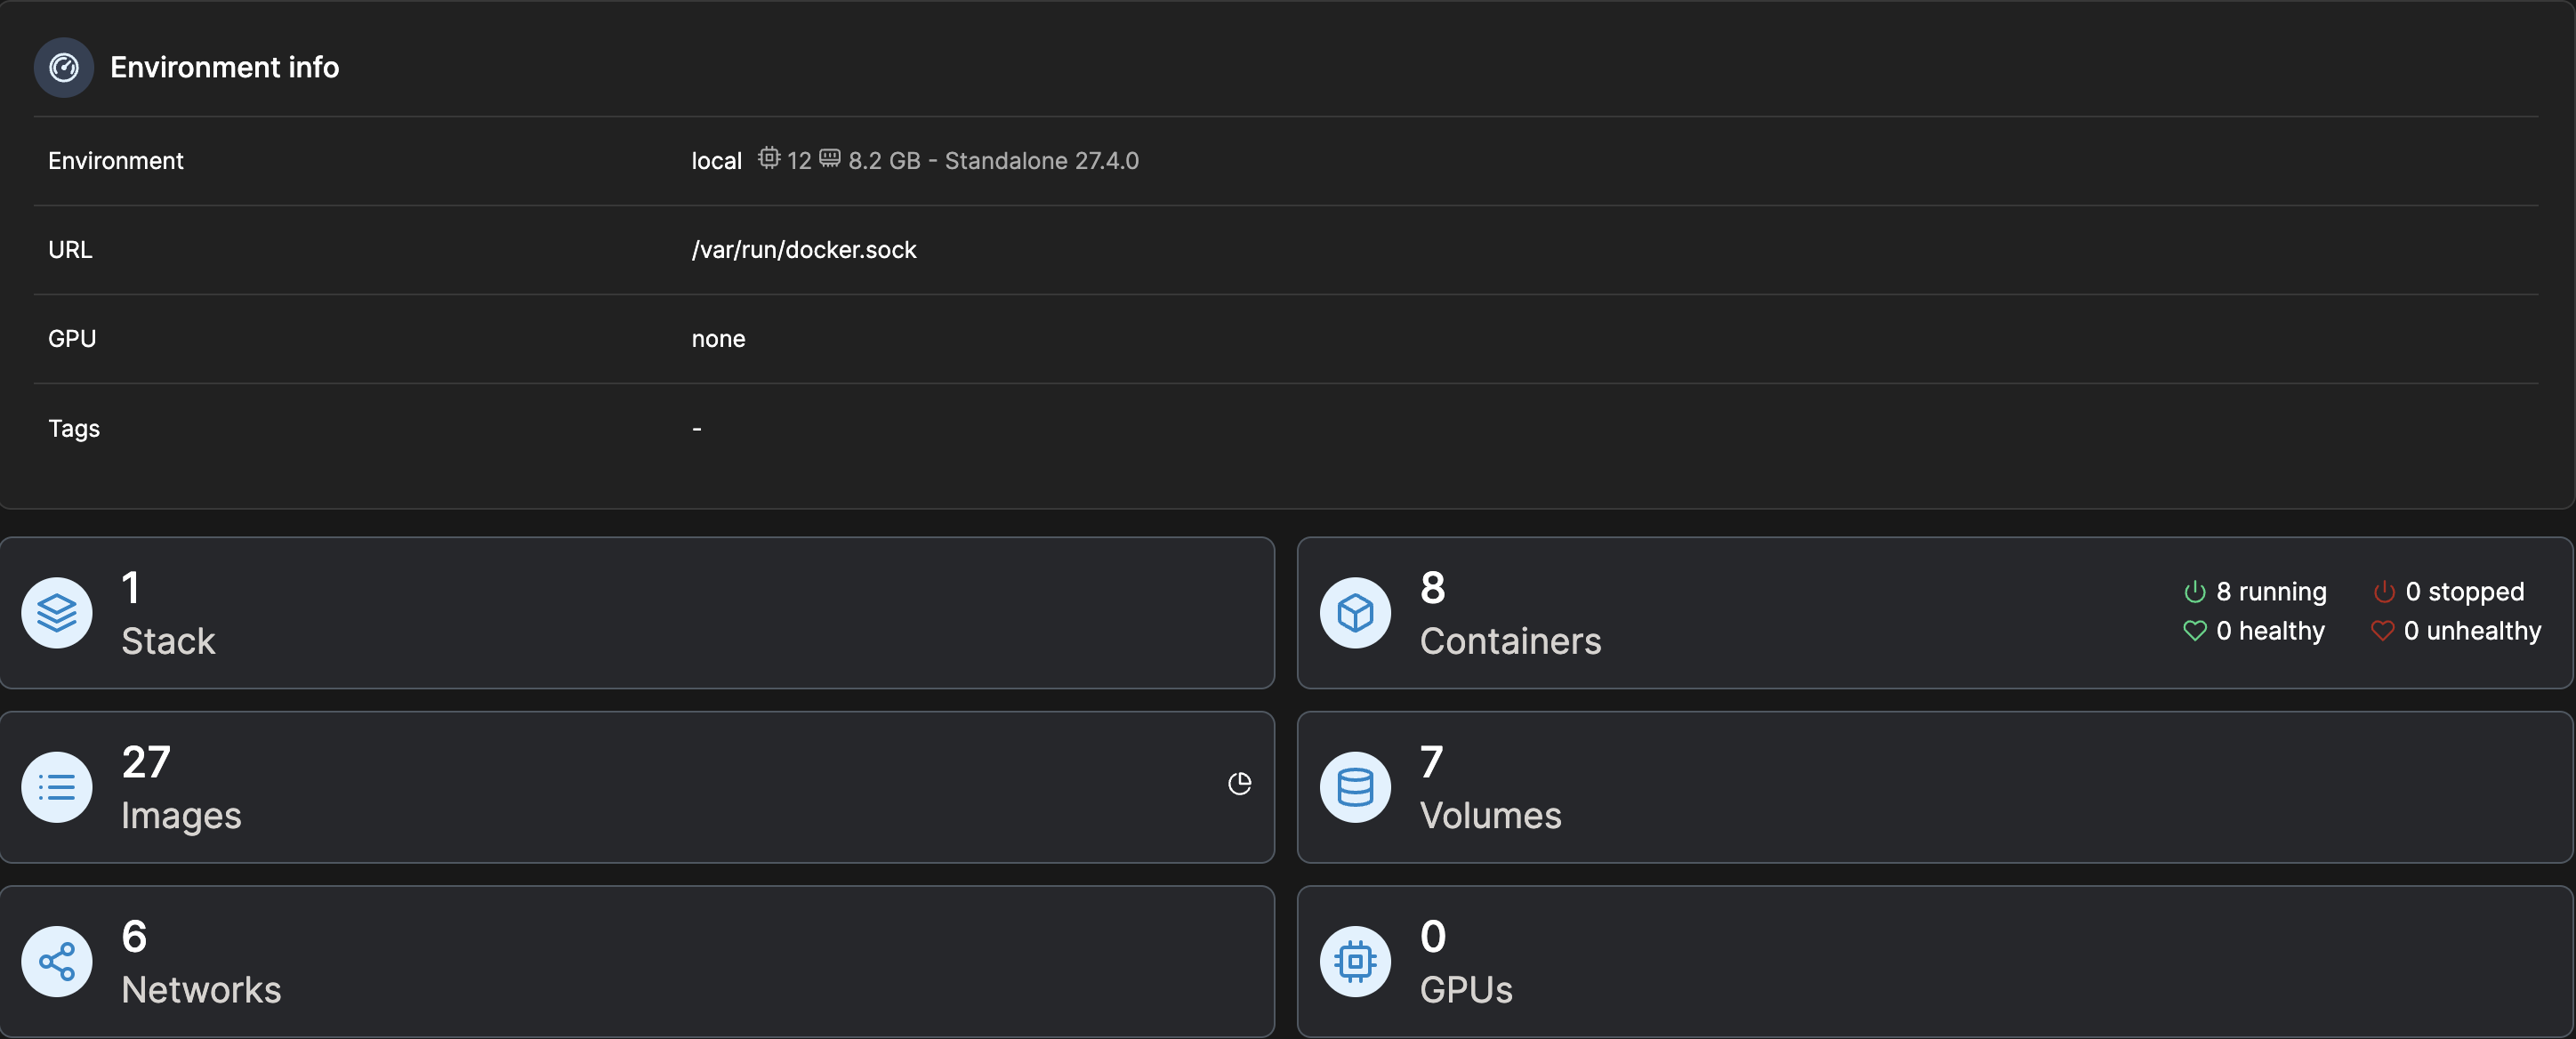 Environment info
Environment local 12 8.2 GB - Standalone 27.4.0
URL /var/run/docker.sock
GPU none
Tags -
1
Stack
8
Containers
8 running 0 stopped
0 healthy 0 unhealthy
27
Images
7
Volumes
6
Networks
0
GPUs